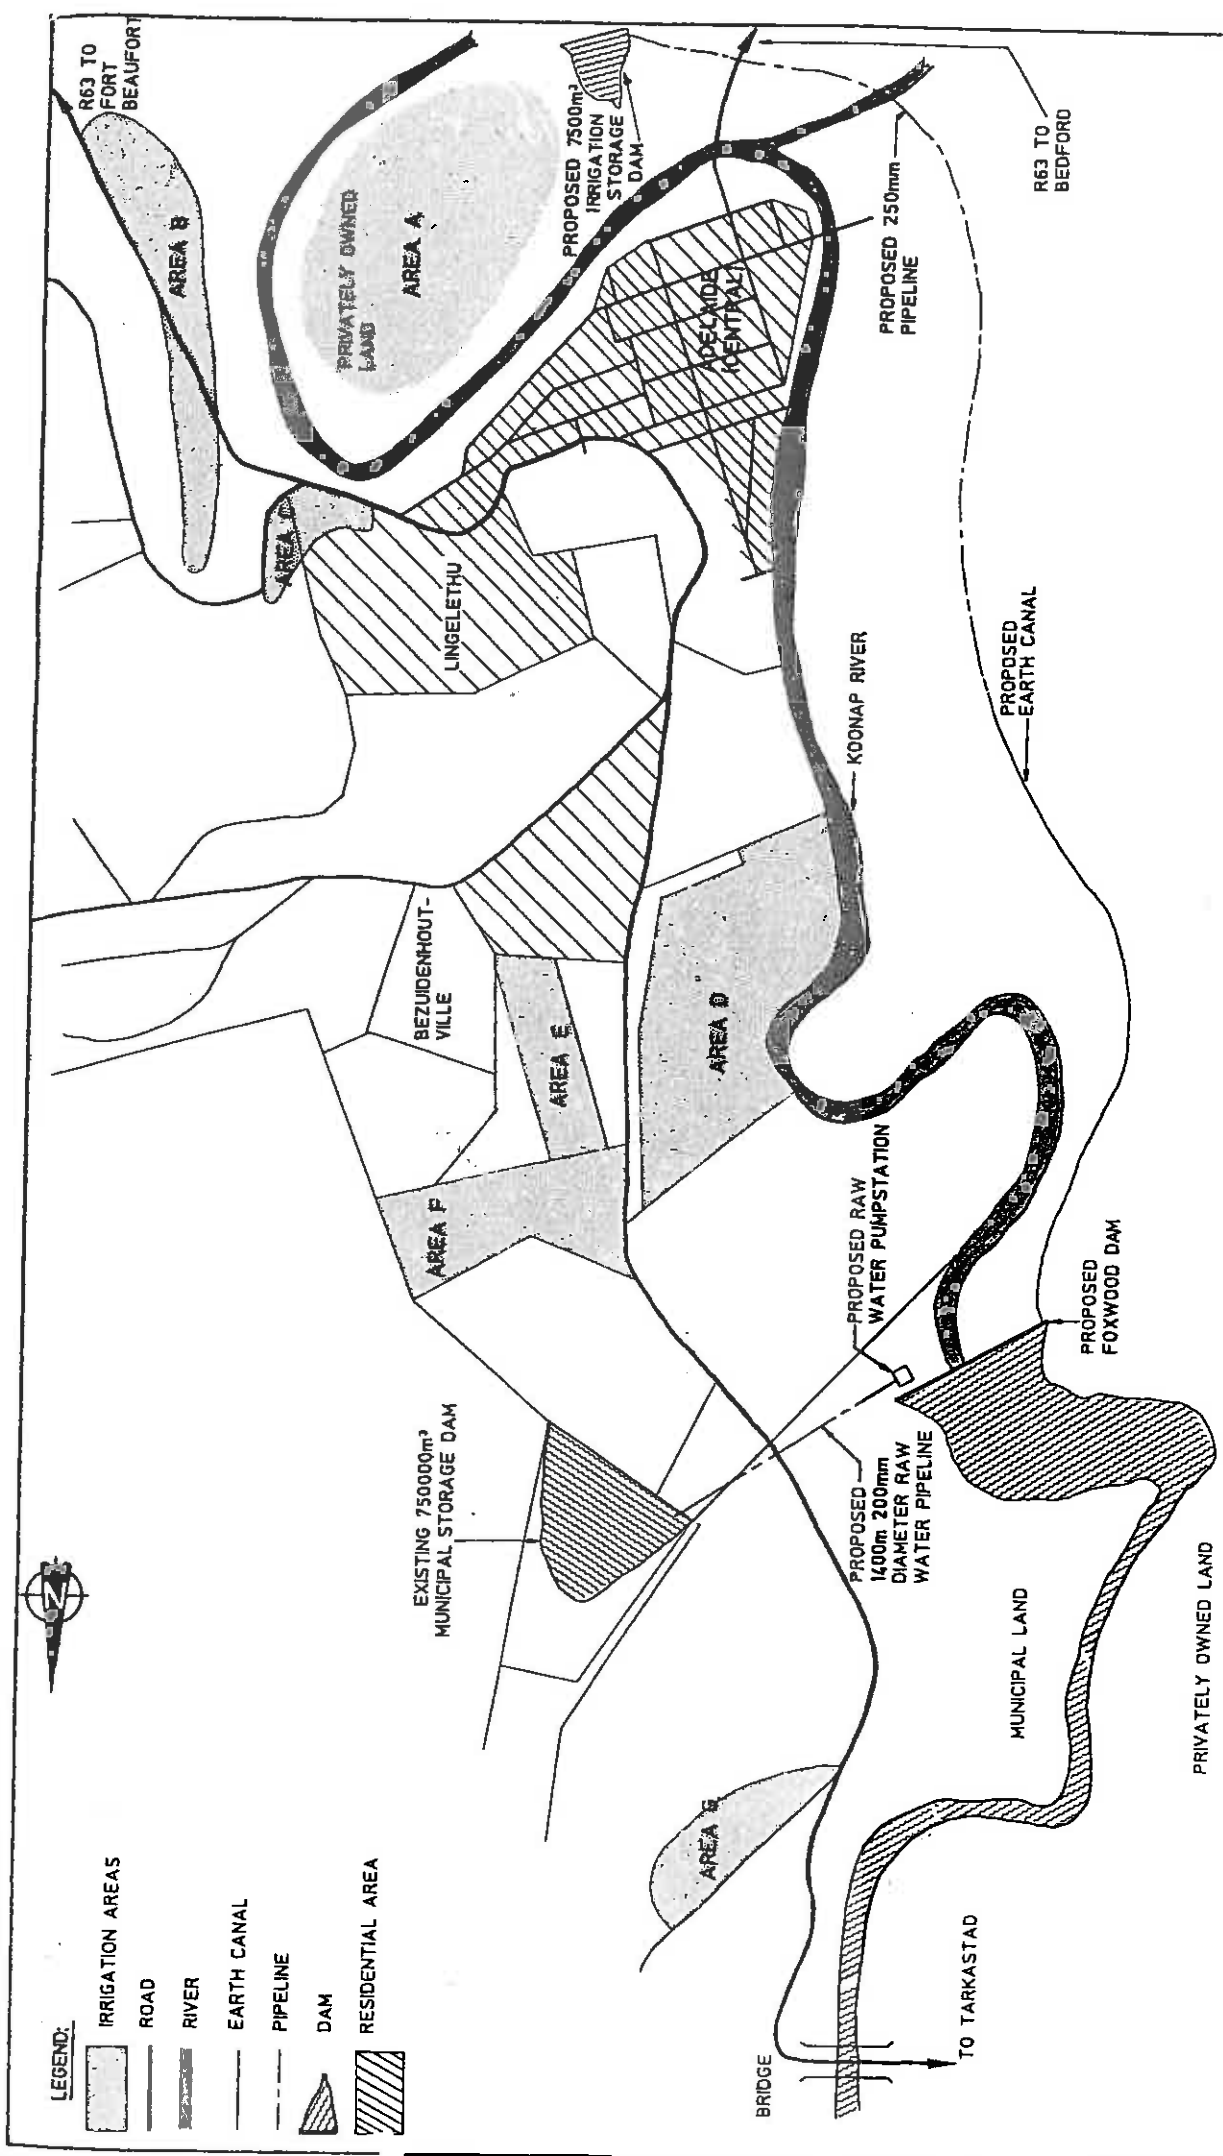 LEGEND:
IRRIGATION AREAS
ROAD
RIVER
EARTH CANAL
PIPELINE
DAM
RESIDENTIAL AREA
N
BRIDGE
TO TARKASTAD
AREA G
MUNICIPAL LAND
PRIVATELY OWNED LAND
EXISTING 750000m³
MUNICIPAL STORAGE DAM
PROPOSED
1400m 200mm
DIAMETER RAW
WATER PIPELINE
PROPOSED RAW
WATER PUMPSTATION
PROPOSED
FOXWOOD DAM
AREA F
AREA E
AREA D
BEZUIDENHOUT-
VILLE
KOONAP RIVER
PROPOSED
EARTH CANAL
LINGELETHU
AREA C
AREA B
R63 TO
FORT
BEAUFORT
PRIVATELY OWNED
LAND
AREA A
PROPOSED 7500m³
IRRIGATION
STORAGE
DAM
ADELAIDE
(CENTRAL)
PROPOSED 250mm
PIPELINE
R63 TO
BEDFORD